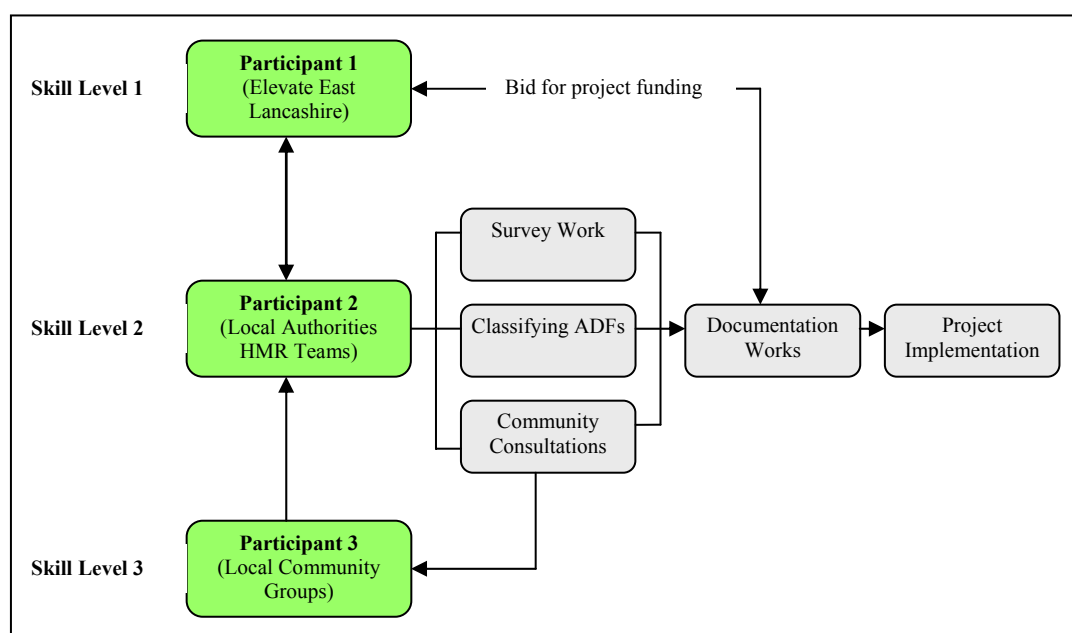 Skill Level 1
Participant 1
(Elevate East
Lancashire)
Bid for project funding
Survey Work
Skill Level 2
Participant 2
(Local Authorities
HMR Teams)
Classifying ADFs
Documentation
Works
Project
Implementation
Community
Consultations
Skill Level 3
Participant 3
(Local Community
Groups)